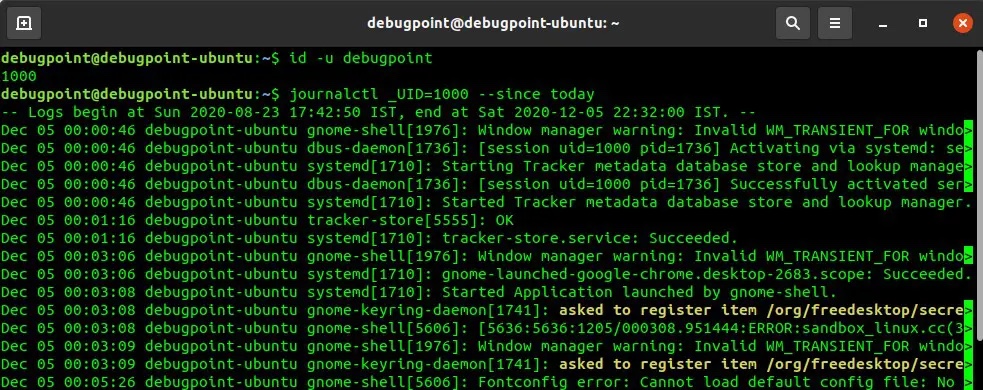 debugpoint@debugpoint-ubuntu: ~
debugpoint@debugpoint-ubuntu:~$ id -u debugpoint
1000
debugpoint@debugpoint-ubuntu:~$ journalctl _UID=1000 --since today
-- Logs begin at Sun 2020-08-23 17:42:50 IST, end at Sat 2020-12-05 22:32:00 IST. --
Dec 05 00:00:46 debugpoint-ubuntu gnome-shell[1976]: Window manager warning: Invalid WM_TRANSIENT_FOR windo>
Dec 05 00:00:46 debugpoint-ubuntu dbus-daemon[1736]: [session uid=1000 pid=1736] Activating via systemd: se>
Dec 05 00:00:46 debugpoint-ubuntu systemd[1710]: Starting Tracker metadata database store and lookup manage>
Dec 05 00:00:46 debugpoint-ubuntu dbus-daemon[1736]: [session uid=1000 pid=1736] Successfully activated ser>
Dec 05 00:00:46 debugpoint-ubuntu systemd[1710]: Started Tracker metadata database store and lookup manager.
Dec 05 00:01:16 debugpoint-ubuntu tracker-store[5555]: OK
Dec 05 00:01:16 debugpoint-ubuntu systemd[1710]: tracker-store.service: Succeeded.
Dec 05 00:03:06 debugpoint-ubuntu gnome-shell[1976]: Window manager warning: Invalid WM_TRANSIENT_FOR windo>
Dec 05 00:03:06 debugpoint-ubuntu systemd[1710]: gnome-launched-google-chrome.desktop-2683.scope: Succeeded.
Dec 05 00:03:08 debugpoint-ubuntu systemd[1710]: Started Application launched by gnome-shell.
Dec 05 00:03:08 debugpoint-ubuntu gnome-keyring-daemon[1741]: asked to register item /org/freedesktop/secre>
Dec 05 00:03:08 debugpoint-ubuntu gnome-shell[5606]: [5636:5636:1205/000308.951444:ERROR:sandbox_linux.cc(3>
Dec 05 00:03:09 debugpoint-ubuntu gnome-shell[1976]: Window manager warning: Invalid WM_TRANSIENT_FOR windo>
Dec 05 00:03:09 debugpoint-ubuntu gnome-keyring-daemon[1741]: asked to register item /org/freedesktop/secre>
Dec 05 00:05:26 debugpoint-ubuntu gnome-shell[5606]: Fontconfig error: Cannot load default config file: No >